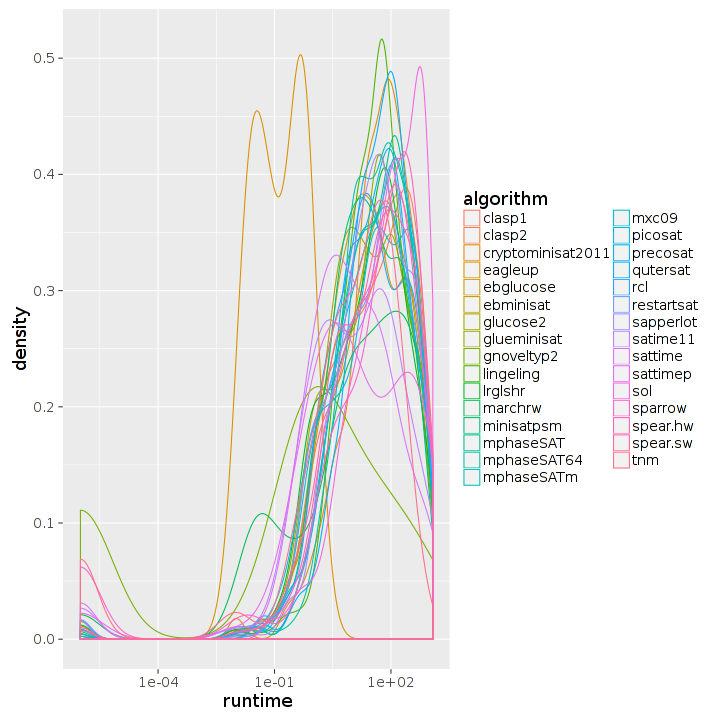 0.5
0.4
0.3
0.2
0.1
0.0
density
1e-04
1e-01
1e+02
runtime
algorithm
clasp1
clasp2
cryptominisat2011
eagleup
ebglucose
ebminisat
glucose2
glueminisat
gnoveltyp2
lingeling
lrglshr
marchrw
minisatpsm
mphaseSAT
mphaseSAT64
mphaseSATm
mxc09
picosat
precosat
qutersat
rcl
restartsat
sapperlot
satime11
sattime
sattimep
sol
sparrow
spear.hw
spear.sw
tnm